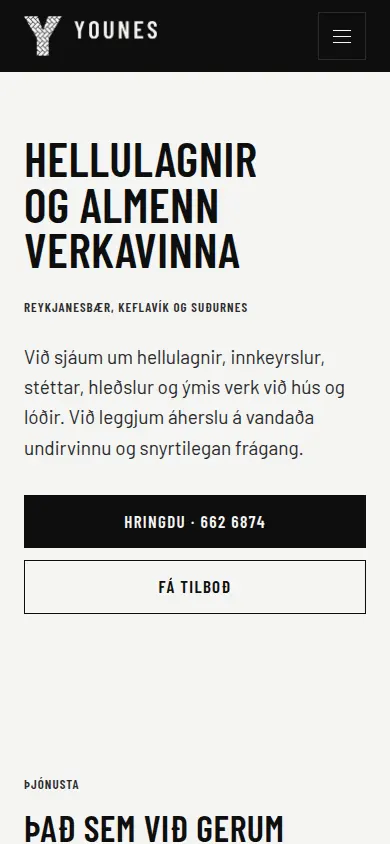 YOUNES
HELLULAGNIR
OG ALMENN
VERKAVINNA
REYKJANESBÆR, KEFLAVÍK OG SUÐURNES
Við sjáum um hellulagnir, innkeyrslur,
stéttar, hleðslur og ýmis verk við hús og
lóðir. Við leggjum áherslu á vandaða
undirvinnu og snyrtilegan frágang.
HRINGDU · 662 6874
FÁ TILBOÐ
ÞJÓNUSTA
ÞAÐ SEM VIÐ GERUM